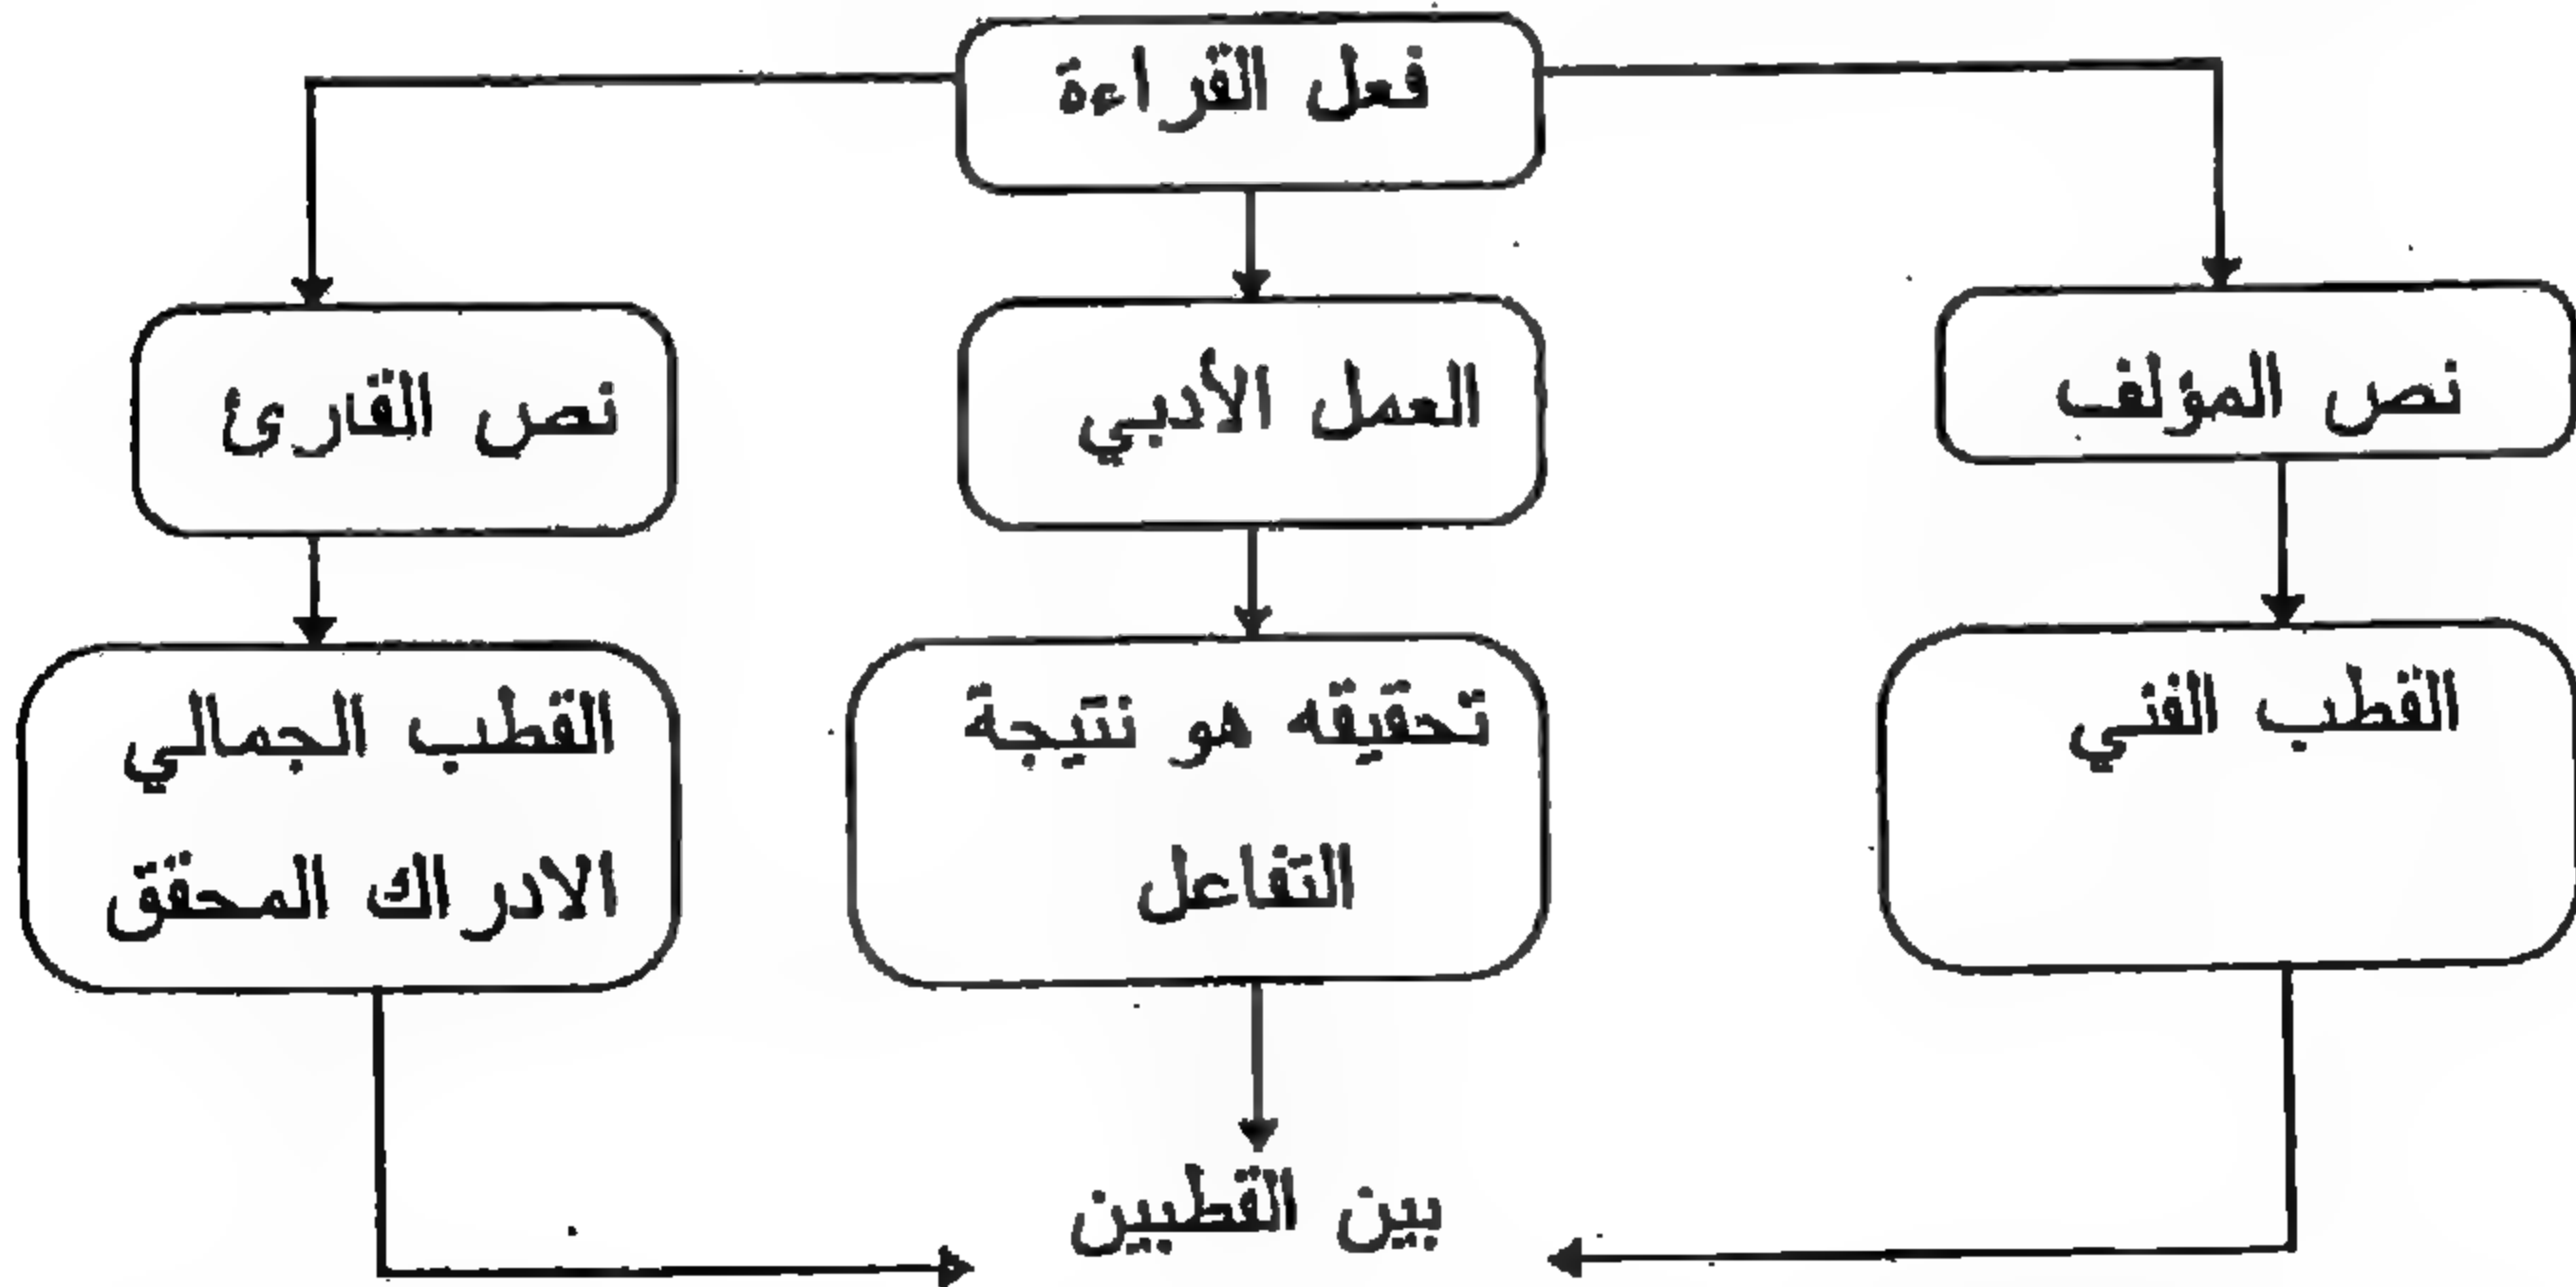 فعل القراءة
نص المؤلف
العمل الأدبي
نص القارئ
القطب الفني
تحقيقه هو نتيجة
التفاعل
القطب الجمالي
الادراك المحقق
بين القطبين